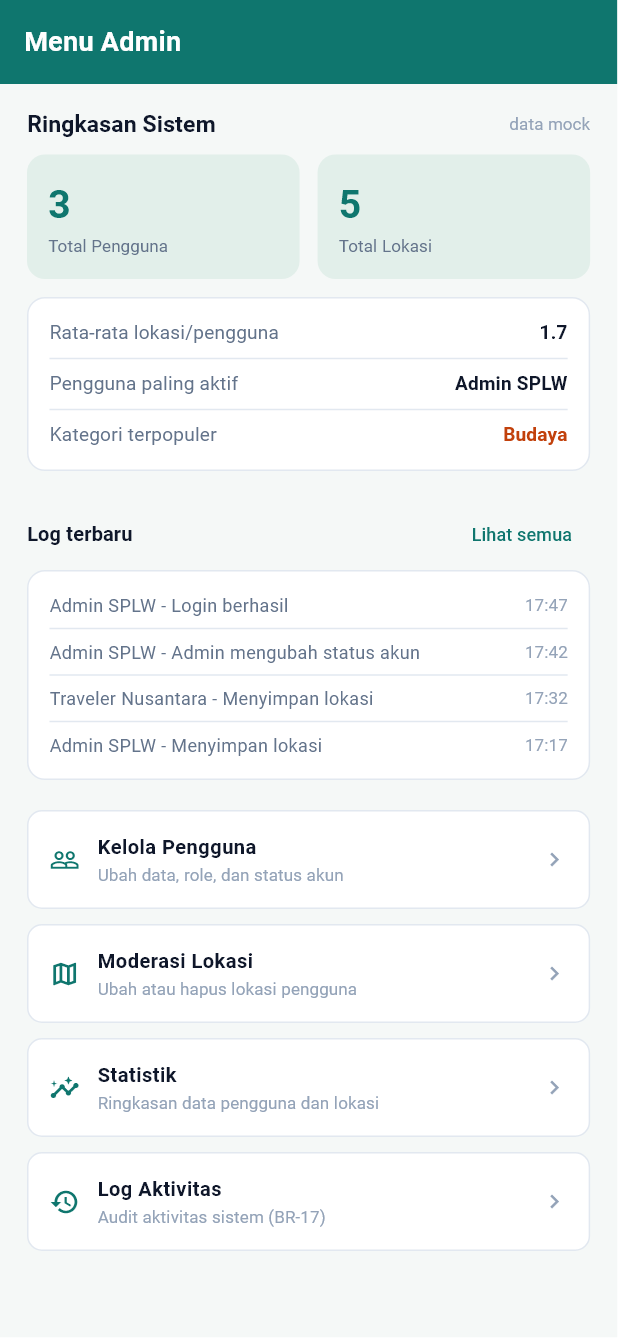 Menu Admin
Ringkasan Sistem data mock
3
Total Pengguna
5
Total Lokasi
Rata-rata lokasi/pengguna 1.7
Pengguna paling aktif Admin SPLW
Kategori terpopuler Budaya
Log terbaru Lihat semua
Admin SPLW - Login berhasil 17:47
Admin SPLW - Admin mengubah status akun 17:42
Traveler Nusantara - Menyimpan lokasi 17:32
Admin SPLW - Menyimpan lokasi 17:17
Kelola Pengguna
Ubah data, role, dan status akun
Moderasi Lokasi
Ubah atau hapus lokasi pengguna
Statistik
Ringkasan data pengguna dan lokasi
Log Aktivitas
Audit aktivitas sistem (BR-17)